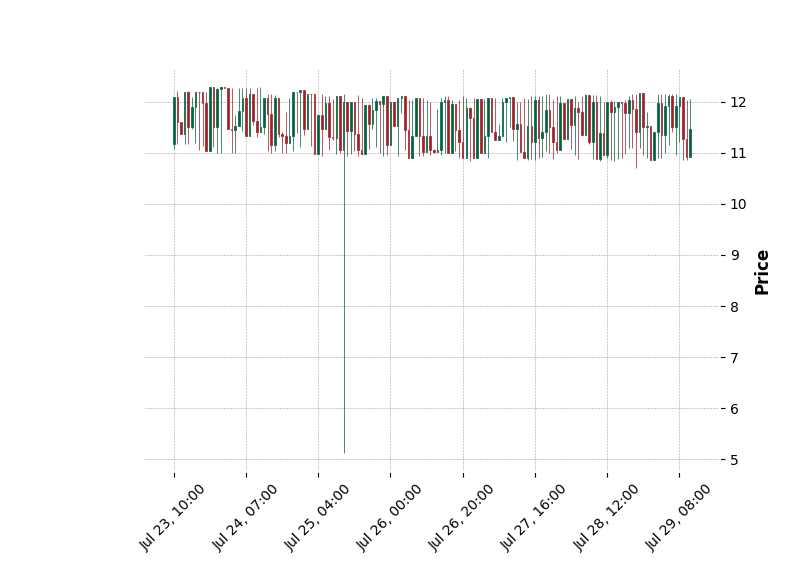 12
11
10
9
8
7
6
5
Price
Jul 23, 10:00
Jul 24, 07:00
Jul 25, 04:00
Jul 26, 00:00
Jul 26, 20:00
Jul 27, 16:00
Jul 28, 12:00
Jul 29, 08:00